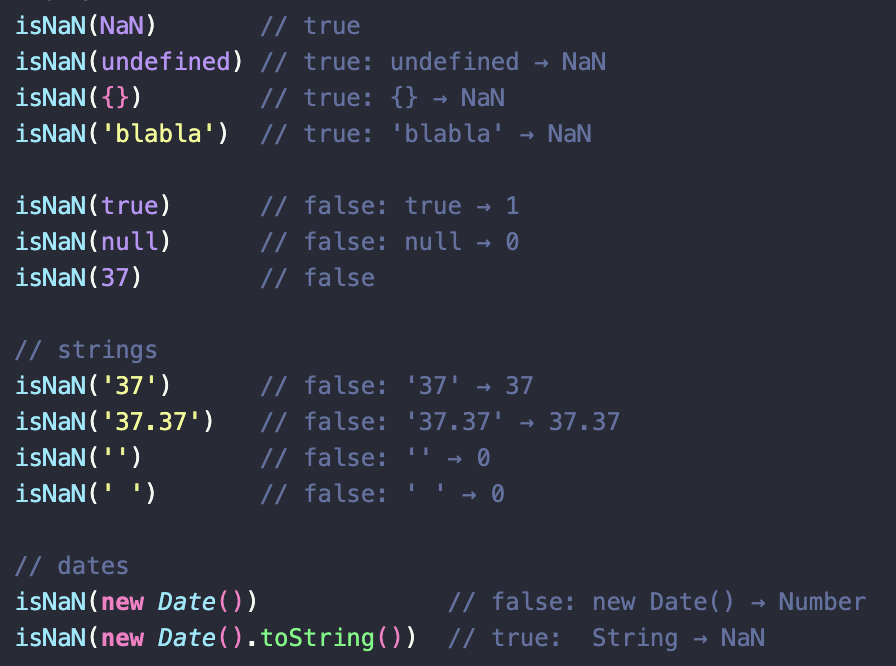 isNaN(NaN)       // true
isNaN(undefined) // true: undefined → NaN
isNaN({})        // true: {} → NaN
isNaN('blabla')  // true: 'blabla' → NaN
isNaN(true)      // false: true → 1
isNaN(null)      // false: null → 0
isNaN(37)        // false
// strings
isNaN('37')      // false: '37' → 37
isNaN('37.37')   // false: '37.37' → 37.37
isNaN('')        // false: '' → 0
isNaN(' ')       // false: ' ' → 0
// dates
isNaN(new Date())             // false: new Date() → Number
isNaN(new Date().toString())  // true:  String → NaN